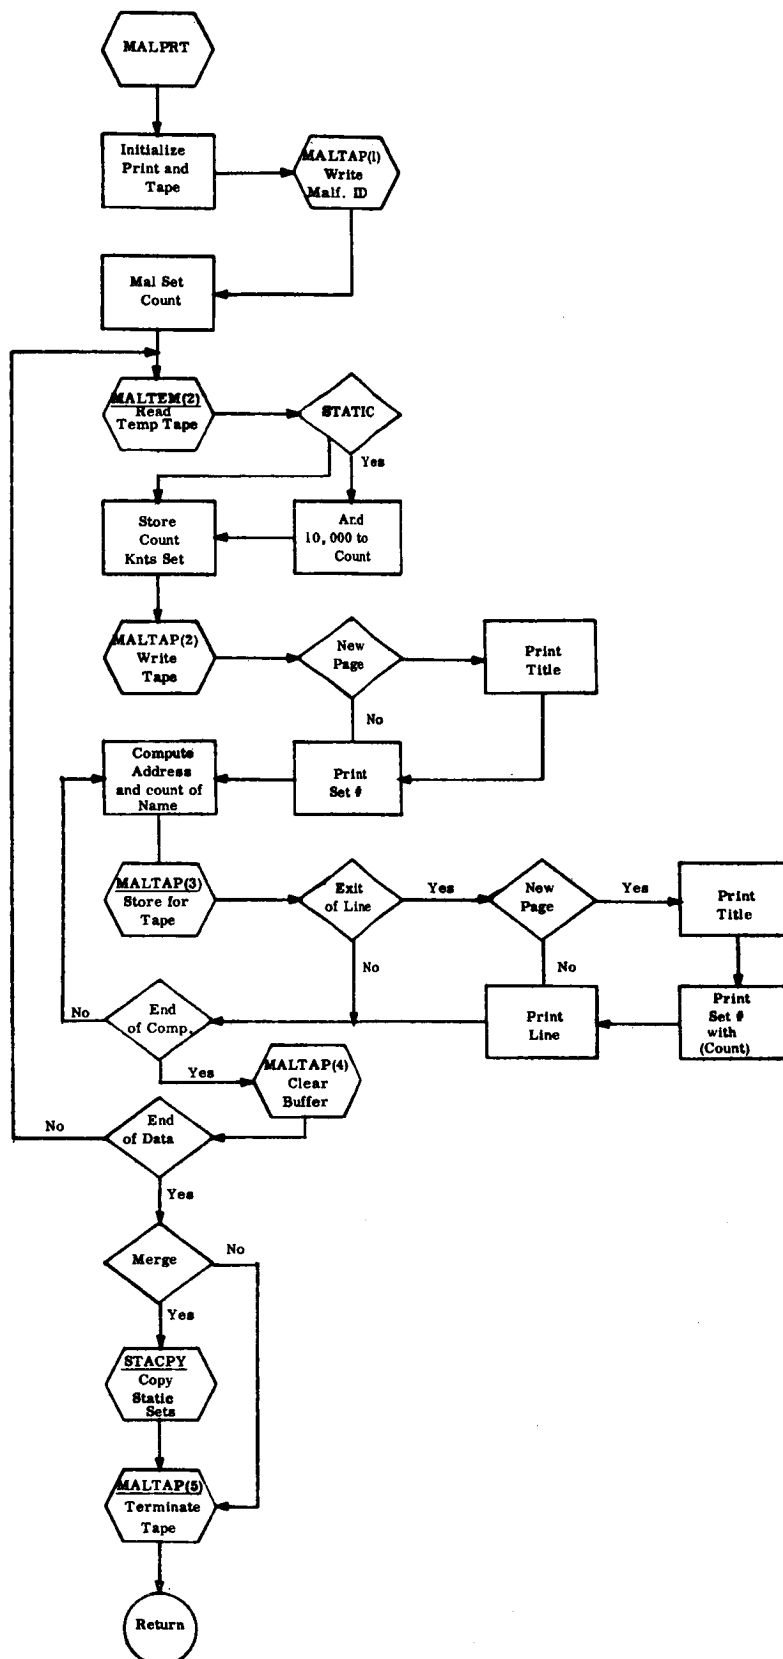 MALPRT
Initialize
Print and
Tape
MALTAP(1)
Write
Malf. ID
Mal Set
Count
MALTEM(2)
Read
Temp Tape
STATIC
Yes
Store
Count
Knts Set
And
10,000 to
Count
MALTAP(2)
Write
Tape
New
Page
Print
Title
No
Compute
Address
and count of
Name
Print
Set #
MALTAP(3)
Store for
Tape
Exit
of Line
Yes
New
Page
Yes
Print
Title
No
No
No
End
of Comp.
Print
Line
Print
Set #
with
(Count)
Yes
MALTAP(4)
Clear
Buffer
No
End
of Data
Yes
Merge
No
Yes
STACPY
Copy
Static
Sets
MALTAP(5)
Terminate
Tape
Return